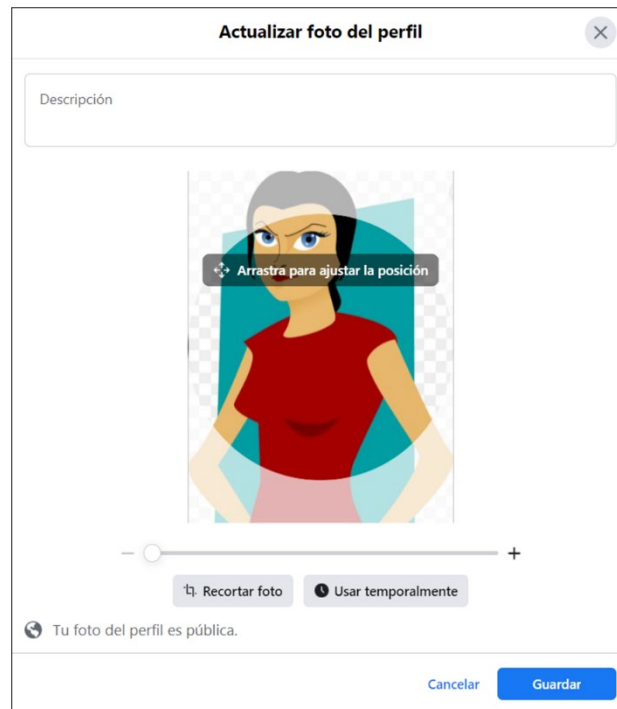 Actualizar foto del perfil
Descripción
Arrastra para ajustar la posición
Recortar foto
Usar temporalmente
Tu foto del perfil es pública.
Cancelar
Guardar